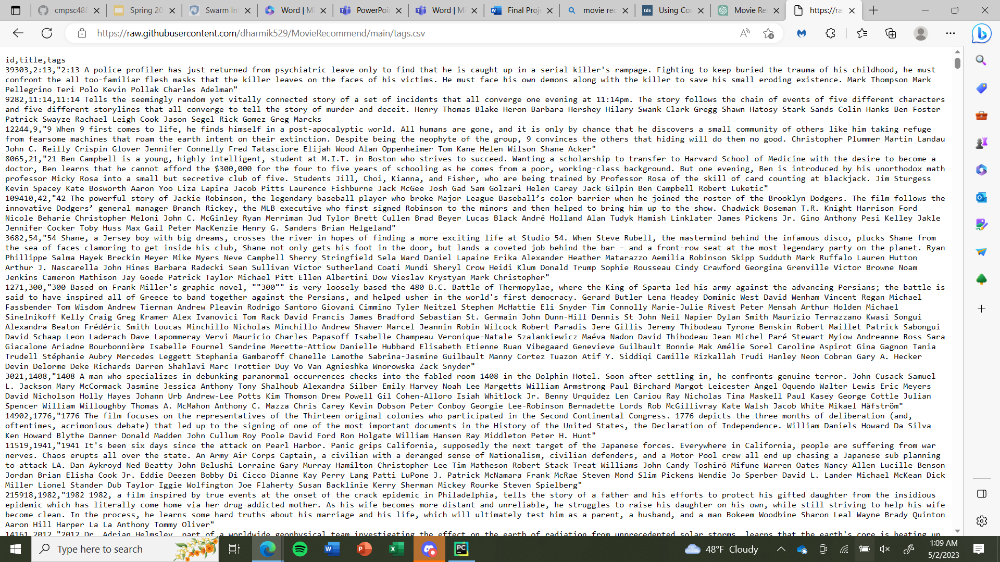 cmpsc488
Spring 20
Swarm In
Word | Mi
PowerPoi
Word | Mi
Final Proj
movie rec
Using Cos
Movie Re
https://ra
https://raw.githubusercontent.com/dharmik529/MovieRecommend/main/tags.csv
id,title,tags
39303,2:13,"2:13 A police profiler has just returned from psychiatric leave only to find that he is caught up in a serial killer's rampage. Fighting to keep buried the trauma of his childhood, he must
confront the all too-familiar flesh masks that the killer leaves on the faces of his victims. He must face his own demons along with the killer to save his small eroding existence. Mark Thompson Mark
Pellegrino Teri Polo Kevin Pollak Charles Adelman"
9282,11:14,11:14 Tells the seemingly random yet vitally connected story of a set of incidents that all converge one evening at 11:14pm. The story follows the chain of events of five different characters
and five different storylines that all converge to tell the story of murder and deceit. Henry Thomas Blake Heron Barbara Hershey Hilary Swank Clark Gregg Shawn Hatosy Stark Sands Colin Hanks Ben Foster
Patrick Swayze Rachael Leigh Cook Jason Segel Rick Gomez Greg Marcks
12244,9,"9 When 9 first comes to life, he finds himself in a post-apocalyptic world. All humans are gone, and it is only by chance that he discovers a small community of others like him taking refuge
from fearsome machines that roam the earth intent on their extinction. Despite being the neophyte of the group, 9 convinces the others that hiding will do them no good. Christopher Plummer Martin Landau
John C. Reilly Crispin Glover Jennifer Connelly Fred Tatasciore Elijah Wood Alan Oppenheimer Tom Kane Helen Wilson Shane Acker"
8065,21,"21 Ben Campbell is a young, highly intelligent, student at M.I.T. in Boston who strives to succeed. Wanting a scholarship to transfer to Harvard School of Medicine with the desire to become a
doctor, Ben learns that he cannot afford the $300,000 for the four to five years of schooling as he comes from a poor, working-class background. But one evening, Ben is introduced by his unorthodox math
professor Micky Rosa into a small but secretive club of five. Students Jill, Choi, Kianna, and Fisher, who are being trained by Professor Rosa of the skill of card counting at blackjack. Jim Sturgess
Kevin Spacey Kate Bosworth Aaron Yoo Liza Lapira Jacob Pitts Laurence Fishburne Jack McGee Josh Gad Sam Golzari Helen Carey Jack Gilpin Ben Campbell Robert Luketic"
109410,42,"42 The powerful story of Jackie Robinson, the legendary baseball player who broke Major League Baseball’s color barrier when he joined the roster of the Brooklyn Dodgers. The film follows the
innovative Dodgers’ general manager Branch Rickey, the MLB executive who first signed Robinson to the minors and then helped to bring him up to the show. Chadwick Boseman T.R. Knight Harrison Ford
Nicole Beharie Christopher Meloni John C. McGinley Ryan Merriman Jud Tylor Brett Cullen Brad Beyer Lucas Black André Holland Alan Tudyk Hamish Linklater James Pickens Jr. Gino Anthony Pesi Kelley Jakle
Jennifer Cocker Toby Huss Max Gail Peter MacKenzie Henry G. Sanders Brian Helgeland"
3682,54,"54 Shane, a Jersey boy with big dreams, crosses the river in hopes of finding a more exciting life at Studio 54. When Steve Rubell, the mastermind behind the infamous disco, plucks Shane from
the sea of faces clamoring to get inside his club, Shane not only gets his foot in the door, but lands a coveted job behind the bar – and a front-row seat at the most legendary party on the planet. Ryan
Phillippe Salma Hayek Breckin Meyer Mike Myers Neve Campbell Sherry Stringfield Sela Ward Daniel Lapaine Erika Alexander Heather Matarazzo Aemilia Robinson Skipp Sudduth Mark Ruffalo Lauren Hutton
Arthur J. Nascarella John Hines Barbara Radecki Sean Sullivan Victor Sutherland Coati Mundi Sheryl Crow Heidi Klum Donald Trump Sophie Rousseau Cindy Crawford Georgina Grenville Victor Browne Noam
Jenkins Cameron Mathison Jay Goede Patrick Taylor Michael Pitt Ellen Albertini Dow Vieslav Krystyan Mark Christopher"
1271,300,"300 Based on Frank Miller's graphic novel, ""300"" is very loosely based the 480 B.C. Battle of Thermopylae, where the King of Sparta led his army against the advancing Persians; the battle is
said to have inspired all of Greece to band together against the Persians, and helped usher in the world's first democracy. Gerard Butler Lena Headey Dominic West David Wenham Vincent Regan Michael
Fassbender Tom Wisdom Andrew Tiernan Andrew Pleavin Rodrigo Santoro Giovani Cimmino Tyler Neitzel Stephen McHattie Eli Snyder Tim Connolly Marie-Julie Rivest Peter Mensah Arthur Holden Michael
Sinelnikoff Kelly Craig Greg Kramer Alex Ivanovici Tom Rack David Francis James Bradford Sebastian St. Germain John Dunn-Hill Dennis St John Neil Napier Dylan Smith Maurizio Terrazzano Kwasi Songui
Alexandra Beaton Frédéric Smith Loucas Minchillo Nicholas Minchillo Andrew Shaver Marcel Jeannin Robin Wilcock Robert Paradis Jere Gillis Jeremy Thibodeau Tyrone Benskin Robert Maillet Patrick Sabongui
David Schaap Leon Laderach Dave Lapommeray Vervi Mauricio Charles Papasoff Isabelle Champeau Veronique-Natale Szalankiewicz Maéva Nadon David Thibodeau Jean Michel Paré Stewart Myiow Andreanne Ross Sara
Giacalone Ariadne Bourbonnière Isabelle Fournel Sandrine Merette-Attiow Danielle Hubbard Elisabeth Etienne Ruan Vibegaard Genevieve Guilbault Bonnie Mak Amélie Sorel Caroline Aspirot Gina Gagnon Tania
Trudell Stéphanie Aubry Mercedes Leggett Stephania Gambaroff Chanelle Lamothe Sabrina-Jasmine Guilbault Manny Cortez Tuazon Atif Y. Siddiqi Camille Rizkallah Trudi Hanley Neon Cobran Gary A. Hecker
Devin Delorme Deke Richards Darren Shahlavi Marc Trottier Duy Vo Van Agnieshka Wnorowska Zack Snyder"
3021,1408,"1408 A man who specializes in debunking paranormal occurrences checks into the fabled room 1408 in the Dolphin Hotel. Soon after settling in, he confronts genuine terror. John Cusack Samuel
L. Jackson Mary McCormack Jasmine Jessica Anthony Tony Shalhoub Alexandra Silber Emily Harvey Noah Lee Margetts William Armstrong Paul Birchard Margot Leicester Angel Oquendo Walter Lewis Eric Meyers
David Nicholson Holly Hayes Johann Urb Andrew-Lee Potts Kim Thomson Drew Powell Gil Cohen-Alloro Isiah Whitlock Jr. Benny Urquidez Len Cariou Ray Nicholas Tina Maskell Paul Kasey George Cottle Julian
Spencer William Willoughby Thomas A. McMahon Anthony C. Mazza Chris Carey Kevin Dobson Peter Conboy Georgie Lee-Robinson Bernadette Lords Rob McGillivray Kate Walsh Jacob White Mikael Håfström"
14902,1776,"1776 The film focuses on the representatives of the Thirteen original colonies who participated in the Second Continental Congress. 1776 depicts the three months of deliberation (and,
oftentimes, acrimonious debate) that led up to the signing of one of the most important documents in the History of the United States, the Declaration of Independence. William Daniels Howard Da Silva
Ken Howard Blythe Danner Donald Madden John Cullum Roy Poole David Ford Ron Holgate William Hansen Ray Middleton Peter H. Hunt"
11519,1941,"1941 It's been six days since the attack on Pearl Harbor. Panic grips California, supposedly the next target of the Japanese forces. Everywhere in California, people are suffering from war
nerves. Chaos erupts all over the state. An Army Air Corps Captain, a civilian with a deranged sense of Nationalism, civilian defenders, and a Motor Pool crew all end up chasing a Japanese sub planning
to attack LA. Dan Aykroyd Ned Beatty John Belushi Lorraine Gary Murray Hamilton Christopher Lee Tim Matheson Robert Stack Treat Williams John Candy Toshirō Mifune Warren Oates Nancy Allen Lucille Benson
Jordan Brian Elisha Cook Jr. Eddie Deezen Bobby Di Cicco Dianne Kay Perry Lang Patti LuPone J. Patrick McNamara Frank McRae Steven Mond Slim Pickens Wendie Jo Sperber David L. Lander Michael McKean Dick
Miller Lionel Stander Dub Taylor Iggie Wolfington Joe Flaherty Susan Backlinie Kerry Sherman Mickey Rourke Steven Spielberg"
215918,1982,"1982 1982, a film inspired by true events at the onset of the crack epidemic in Philadelphia, tells the story of a father and his efforts to protect his gifted daughter from the insidious
epidemic which has literally come home via her drug-addicted mother. As his wife becomes more distant and unreliable, he struggles to raise his daughter on his own, while still striving to help his wife
become clean. In the process, he learns some hard truths about his marriage and his life, which will ultimately test him as a parent, a husband, and a man Bokeem Woodbine Sharon Leal Wayne Brady Quinton
Aaron Hill Harper La La Anthony Tommy Oliver"
14161,2012,"2012 Dr. Adrian Helmsley, part of a worldwide geophysical team investigating the effect on the earth of radiation from unprecedented solar storms, learns that the earth's core is heating up.
Type here to search
48°F Cloudy
1:09 AM
5/2/2023